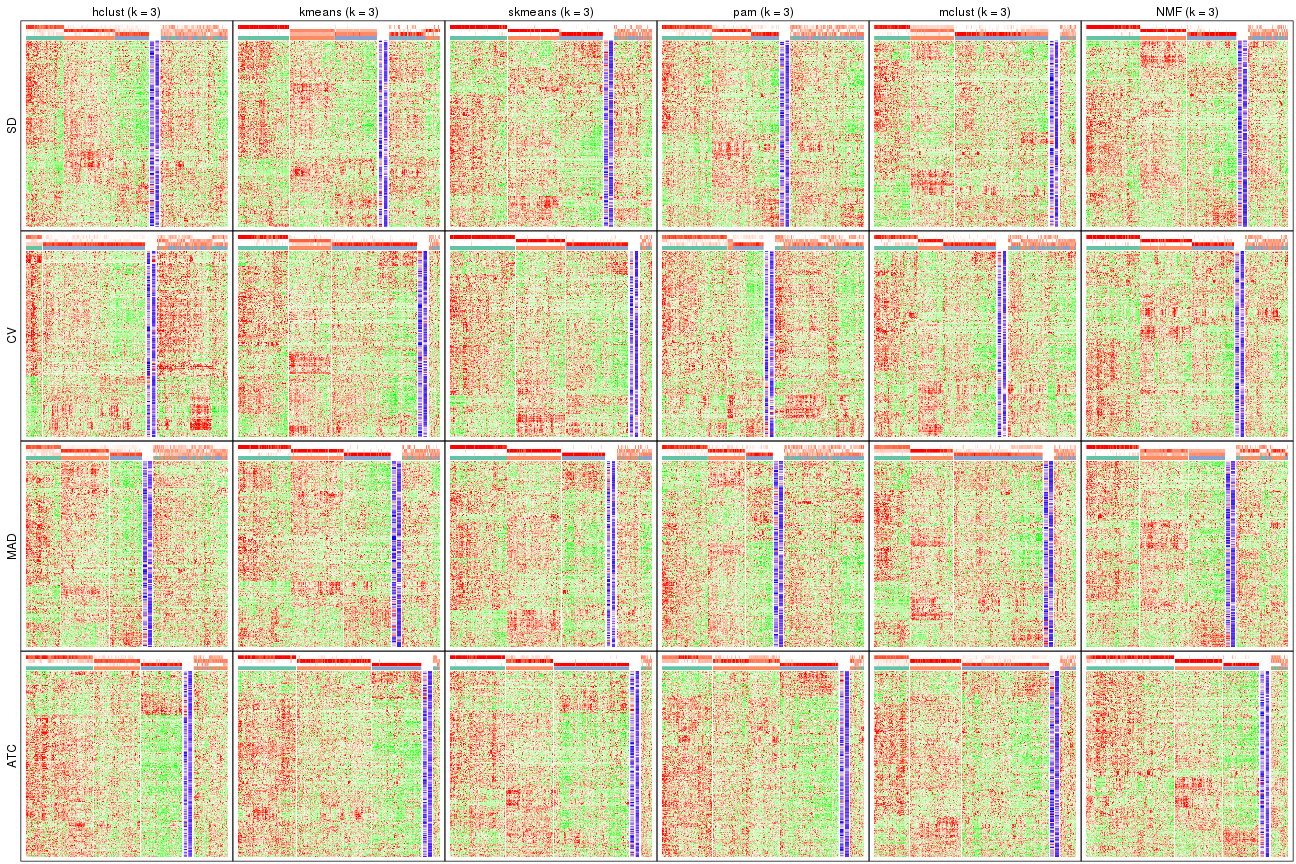 hclust (k = 3) kmeans (k = 3) skmeans (k = 3) pam (k = 3) mclust (k = 3) NMF (k = 3)
SD
CV
MAD
ATC